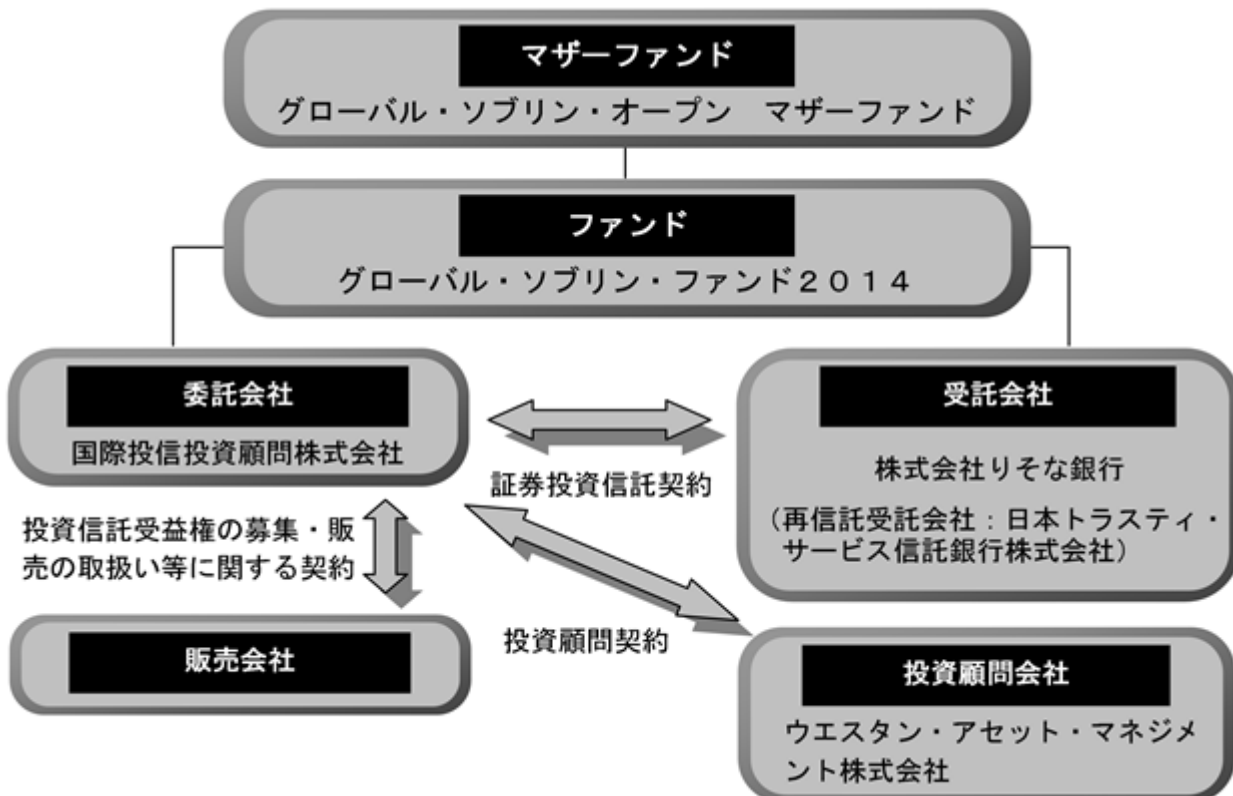 マザーファンド
グローバル・ソブリン・オープン　マザーファンド
ファンド
グローバル・ソブリン・ファンド２０１４
委託会社
国際投信投資顧問株式会社
受託会社
株式会社りそな銀行
（再信託受託会社：日本トラスティ・
サービス信託銀行株式会社）
証券投資信託契約
投資信託受益権の募集・販
売の取扱い等に関する契約
投資顧問契約
販売会社
投資顧問会社
ウエスタン・アセット・マネジメ
ント株式会社